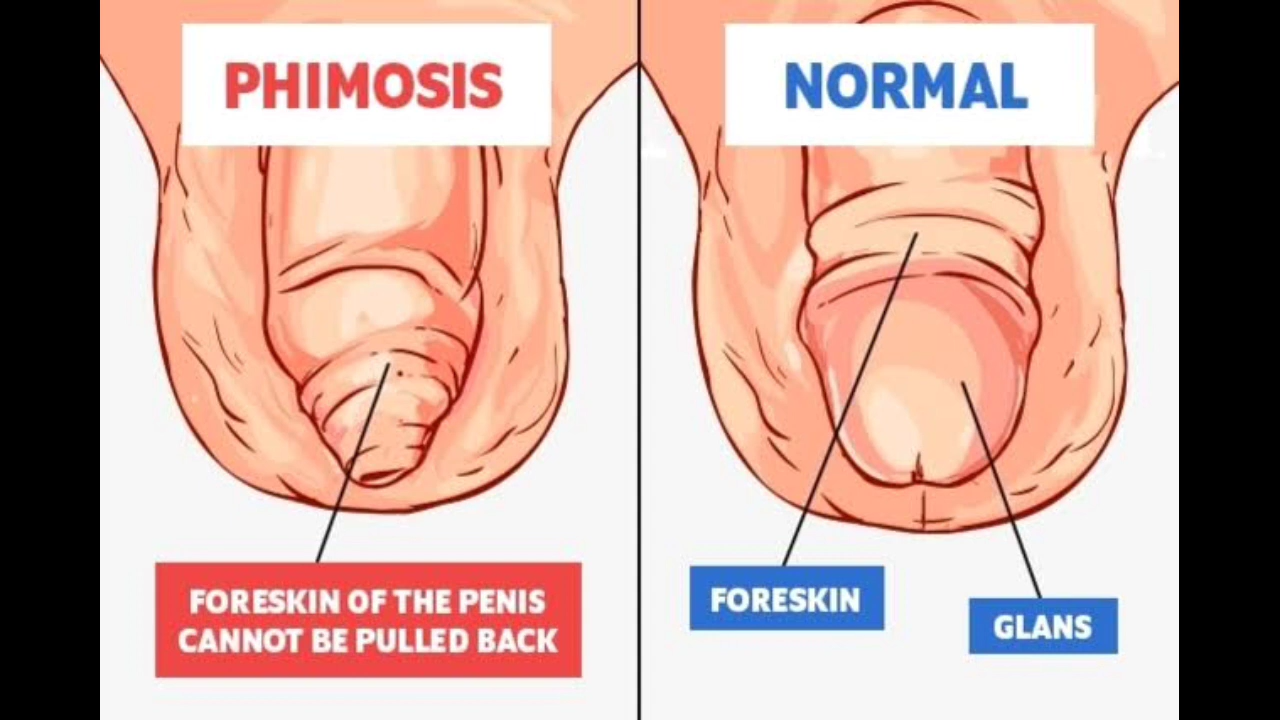 PHIMOSIS
NORMAL
FORESKIN OF THE PENIS
CANNOT BE PULLED BACK
FORESKIN
GLANS